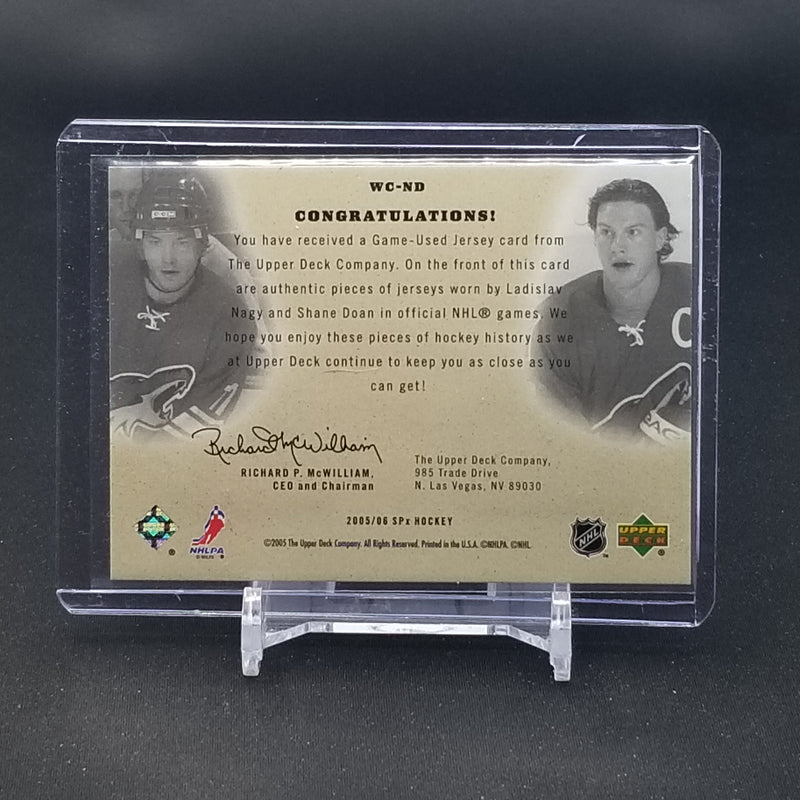 WC-ND
CONGRATULATIONS!
You have received a Game-Used Jersey card from
The Upper Deck Company. On the front of this card
are authentic pieces of jerseys worn by Ladislav
Nagy and Shane Doan in official NHL® games. We
hope you enjoy these pieces of hockey history as we
at Upper Deck continue to keep you as close as you
can get!
Richard P. McWilliam
RICHARD P. McWILLIAM,
CEO and Chairman
The Upper Deck Company,
985 Trade Drive
N. Las Vegas, NV 89030
2005/06 SPx HOCKEY
©2005 The Upper Deck Company. All Rights Reserved. Printed in the U.S.A. ©NHLPA. ©NHL.
NHLPA
®
NHL
™
UPPER
DECK
®
CCM
C